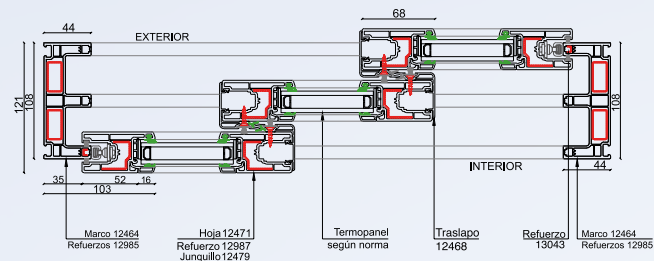 68
44
EXTERIOR
121
108
108
INTERIOR
35
52
16
103
44
Marco 12464
Refuerzos 12985
Hoja 12471
Refuerzo 12987
Junquillo 12479
Termopanel
según norma
Traslapo
12468
Refuerzo
13043
Marco 12464
Refuerzos 12985